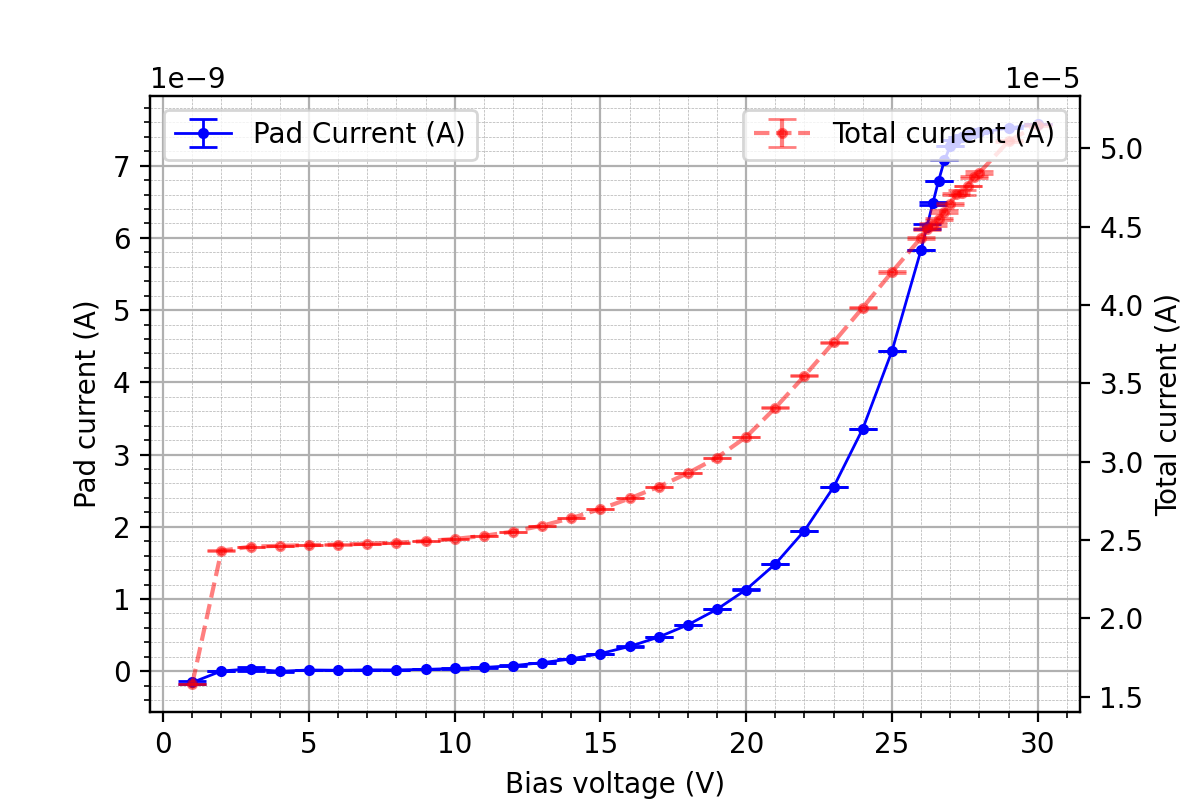 1e−9
1e−5
Pad Current (A)
Total current (A)
7
6
5
4
3
2
1
0
Pad current (A)
5.0
4.5
4.0
3.5
3.0
2.5
2.0
1.5
Total current (A)
0 5 10 15 20 25 30
Bias voltage (V)